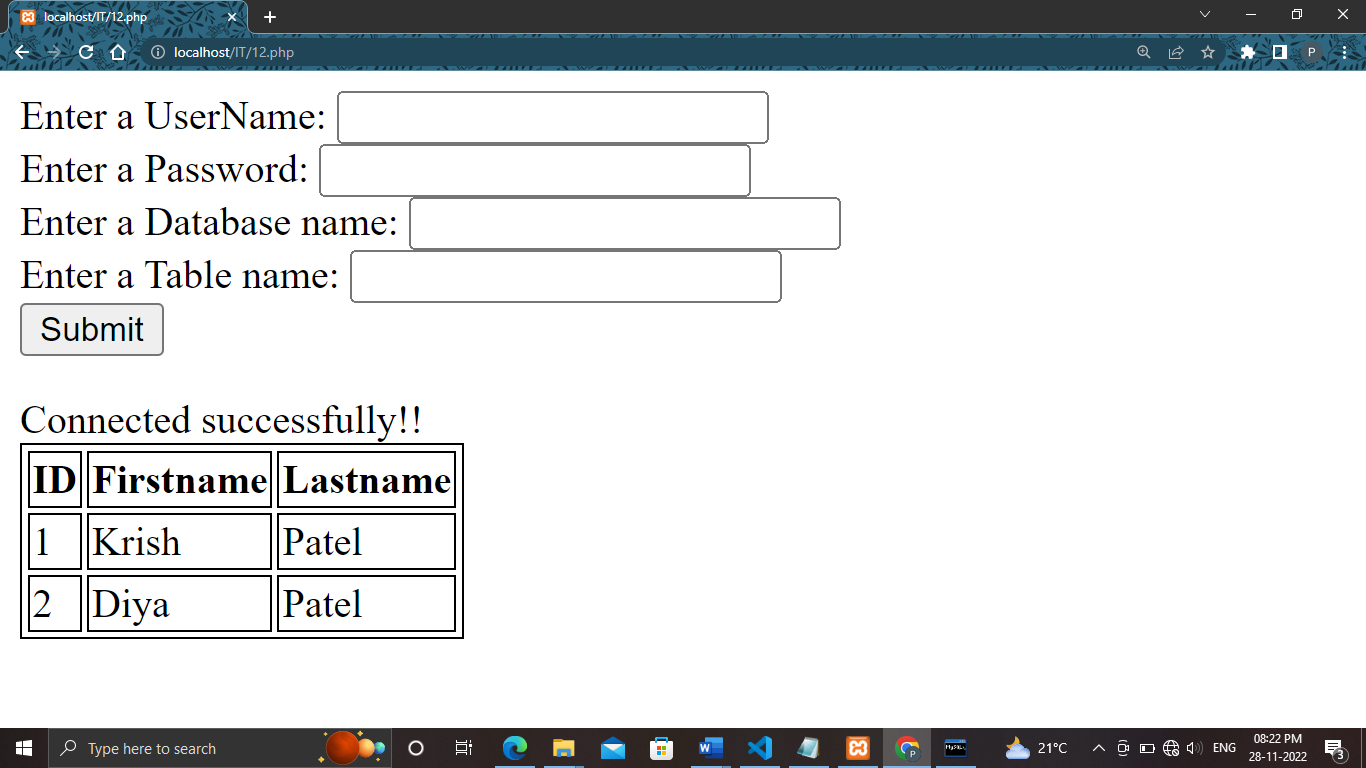 localhost/IT/12.php
localhost/IT/12.php
P
Enter a UserName:
Enter a Password:
Enter a Database name:
Enter a Table name:
Submit
Connected successfully!!
ID Firstname Lastname
1 Krish Patel
2 Diya Patel
Type here to search
W
P
MySQL
21°C
ENG
08:22 PM
28-11-2022
3